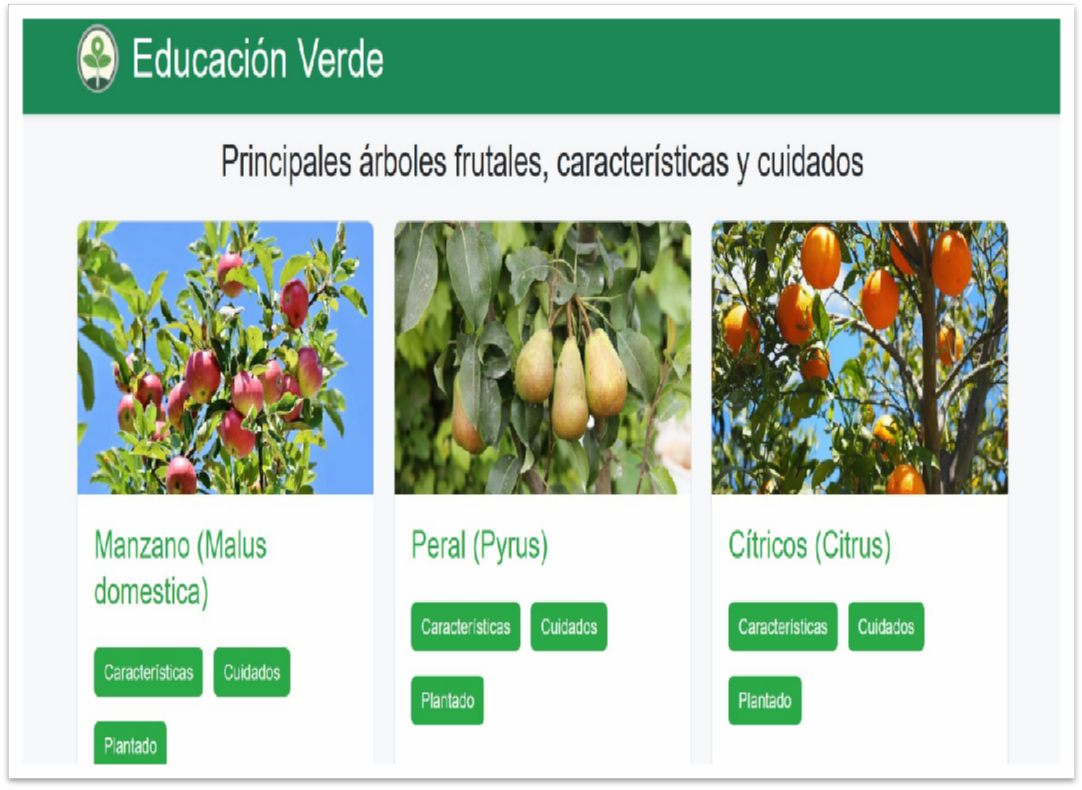 Educación Verde
Principales árboles frutales, características y cuidados
Manzano (Malus
domestica)
Características Cuidados
Plantado
Peral (Pyrus)
Características Cuidados
Plantado
Cítricos (Citrus)
Características Cuidados
Plantado